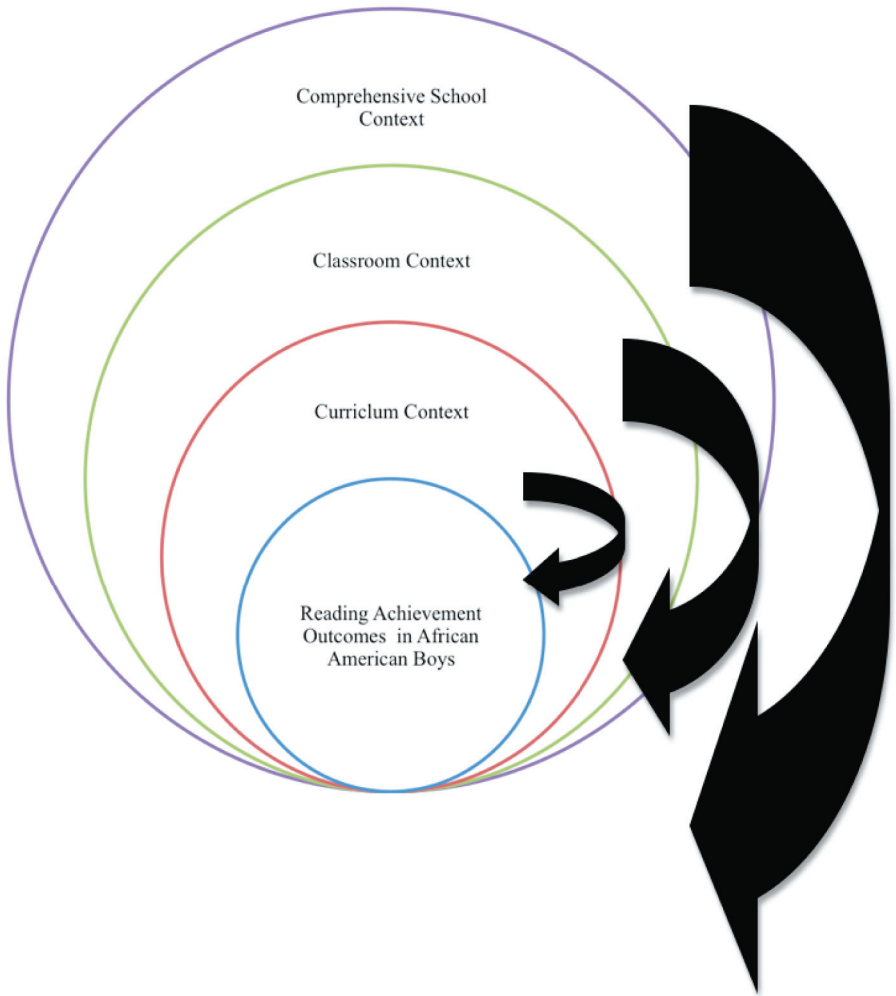 Comprehensive School
Context
Classroom Context
Curriclum Context
Reading Achievement
Outcomes in African
American Boys